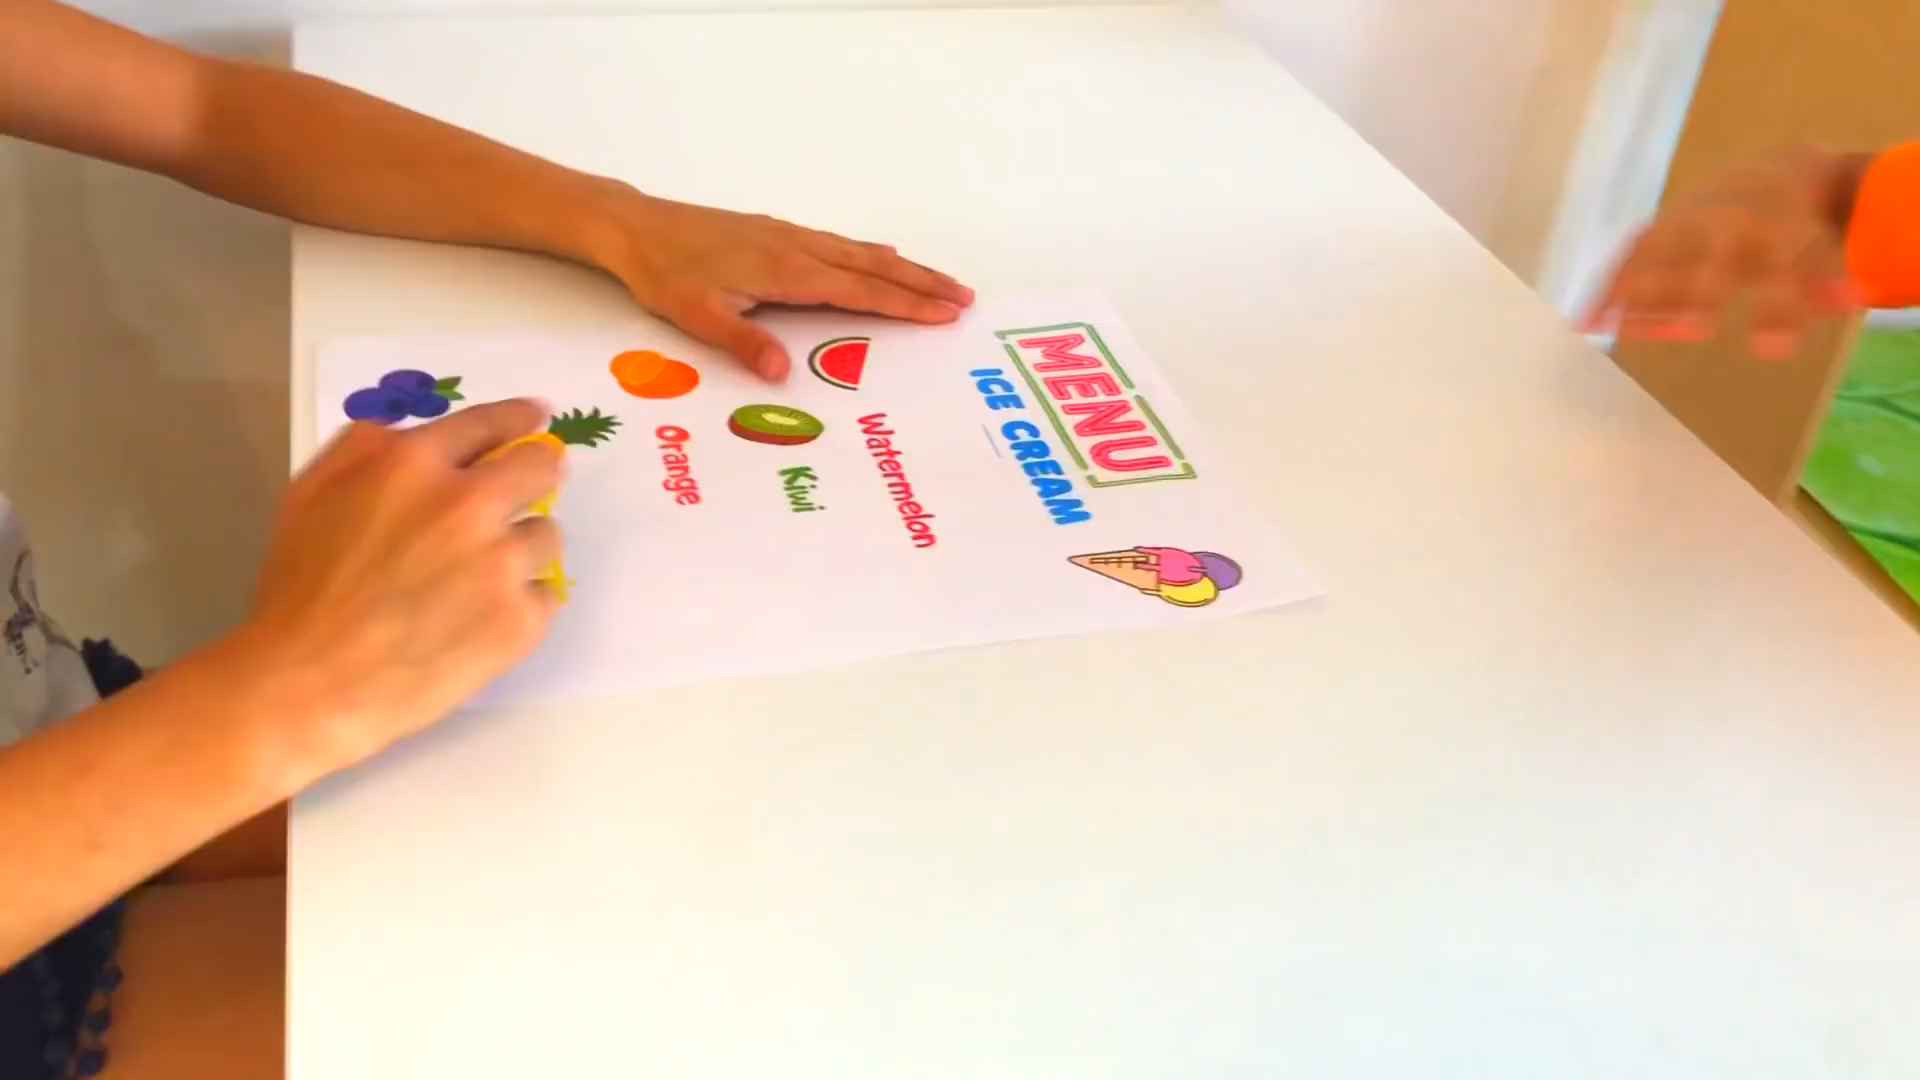 MENU
ICE CREAM
Watermelon
Kiwi
Orange